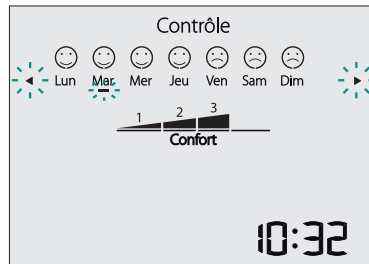 Contrôle
Lun Mar Mer Jeu Ven Sam Dim
1 2 3
Confort
10:32